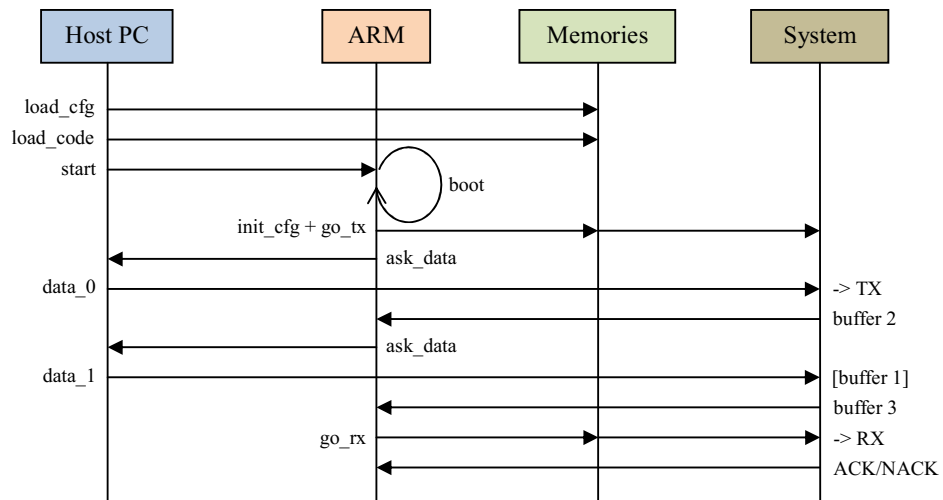 Host PC
ARM
Memories
System
load_cfg
load_code
start
boot
init_cfg + go_tx
ask_data
data_0
-> TX
buffer 2
ask_data
data_1
[buffer 1]
buffer 3
go_rx
-> RX
ACK/NACK